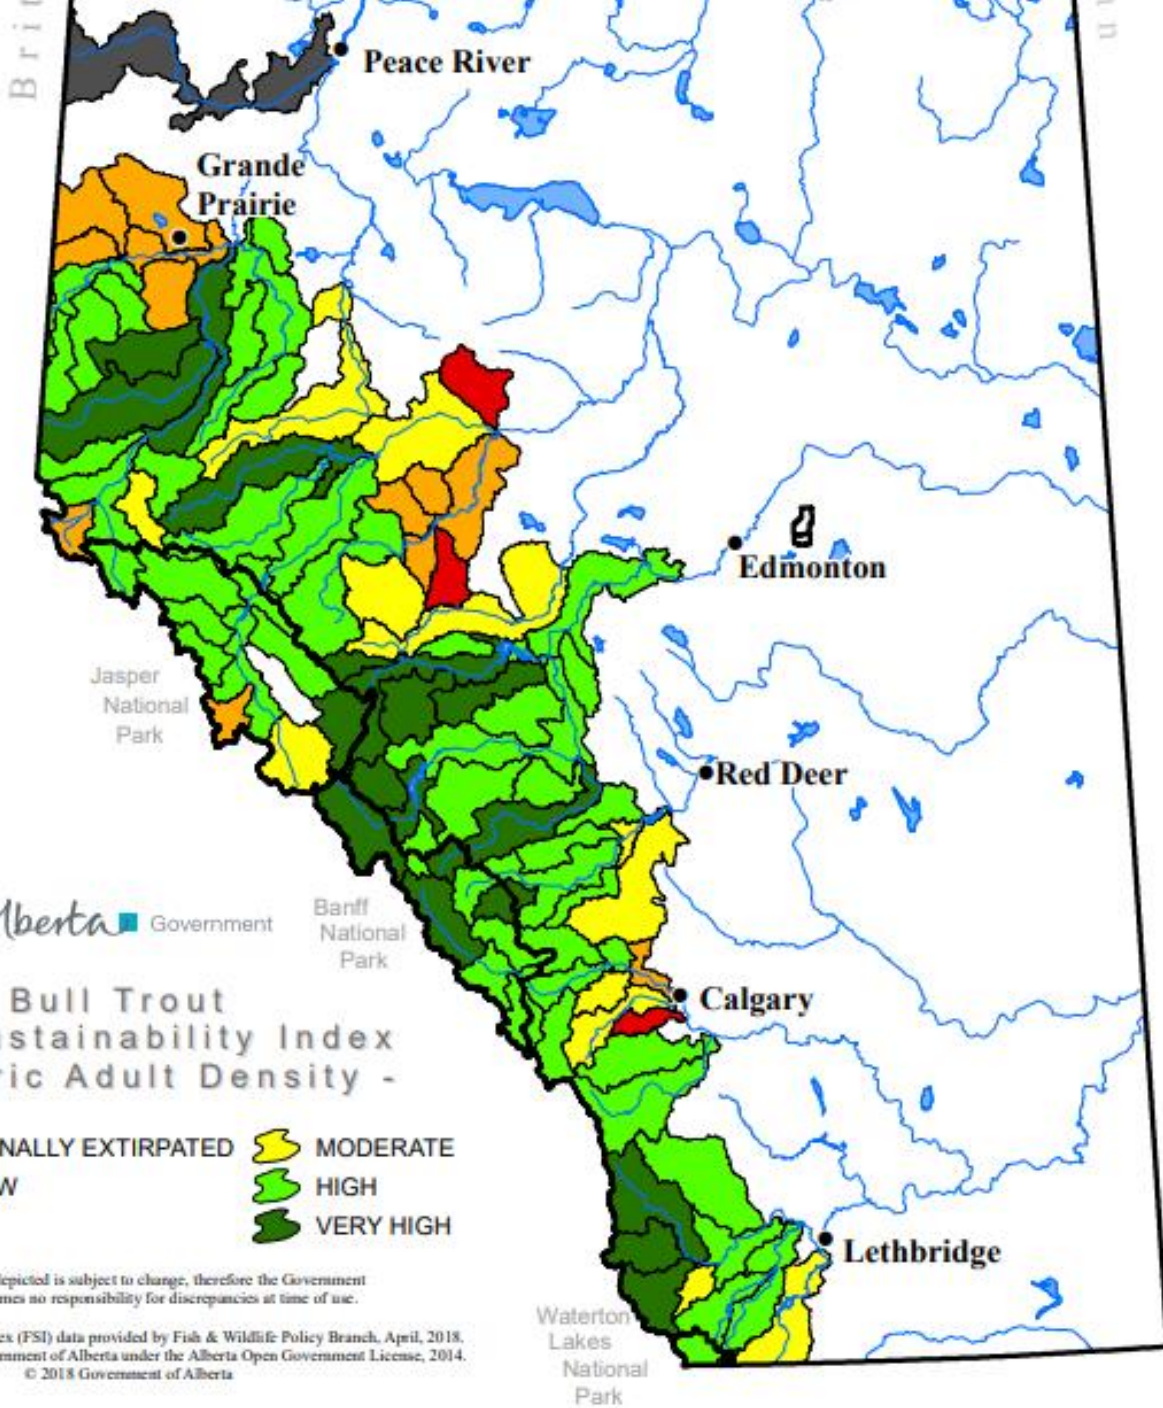 Brit
n
Peace River
Grande
Prairie
Edmonton
Jasper
National
Park
Red Deer
lberta Government
Banff
National
Park
Bull Trout
stainability Index
ric Adult Density -
Calgary
NALLY EXTIRPATED MODERATE
W HIGH
VERY HIGH
Lethbridge
depicted is subject to change, therefore the Government
mes no responsibility for discrepancies at time of use.
Waterton
Lakes
National
Park
ex (FSI) data provided by Fish & Wildlife Policy Branch, April, 2018.
rnment of Alberta under the Alberta Open Government License, 2014.
© 2018 Government of Alberta